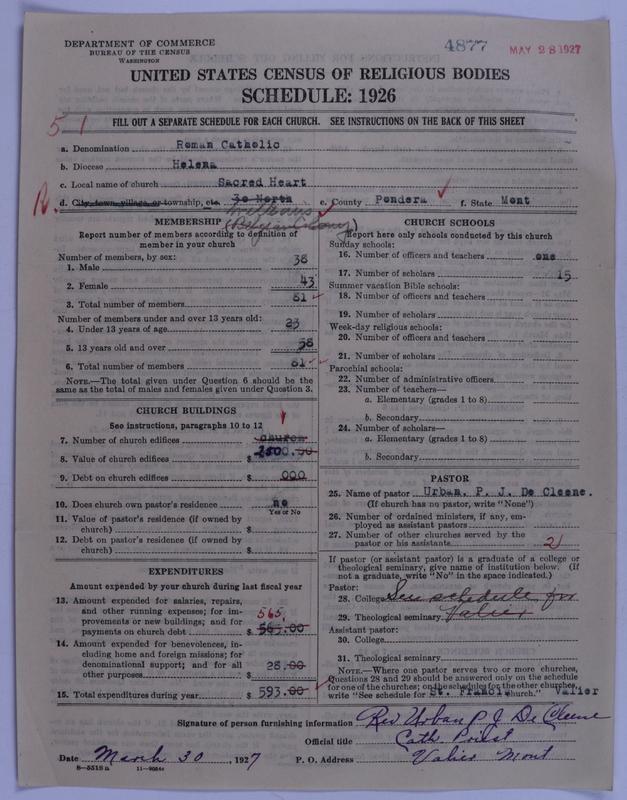 DEPARTMENT OF COMMERCE
BUREAU OF THE CENSUS
WASHINGTON
4877
MAY 28 1927
UNITED STATES CENSUS OF RELIGIOUS BODIES
SCHEDULE: 1926
51
FILL OUT A SEPARATE SCHEDULE FOR EACH CHURCH. SEE INSTRUCTIONS ON THE BACK OF THIS SHEET
a. Denomination Roman Catholic
b. Diocese Helena
c. Local name of church Sacred Heart
R. d. City, town, village, or township, etc. 30 North e. County Pondera f. State Mont
(Belgian Colony)
MEMBERSHIP
Report number of members according to definition of
member in your church
Number of members, by sex:
1. Male 38
2. Female 43
3. Total number of members 81
Number of members under and over 13 years old:
4. Under 13 years of age 23
5. 13 years old and over 58
6. Total number of members 81
NOTE.—The total given under Question 6 should be the
same as the total of males and females given under Question 3.
CHURCH BUILDINGS
See instructions, paragraphs 10 to 12
7. Number of church edifices church
8. Value of church edifices $ 2500.00
9. Debt on church edifices $ 000
10. Does church own pastor's residence no
Yes or No
11. Value of pastor's residence (if owned by
church) $
12. Debt on pastor's residence (if owned by
church) $
EXPENDITURES
Amount expended by your church during last fiscal year
13. Amount expended for salaries, repairs,
and other running expenses; for im-
provements or new buildings; and for
payments on church debt $ 565.00
565.
14. Amount expended for benevolences, in-
cluding home and foreign missions; for
denominational support; and for all
other purposes $ 28.00
15. Total expenditures during year $ 593.00
CHURCH SCHOOLS
Report here only schools conducted by this church
Sunday schools:
16. Number of officers and teachers one
17. Number of scholars 15
Summer vacation Bible schools:
18. Number of officers and teachers
19. Number of scholars
Week-day religious schools:
20. Number of officers and teachers
21. Number of scholars
Parochial schools:
22. Number of administrative officers
23. Number of teachers—
a. Elementary (grades 1 to 8)
b. Secondary
24. Number of scholars—
a. Elementary (grades 1 to 8)
b. Secondary
PASTOR
25. Name of pastor Urban. P. J. De Cleene.
(If church has no pastor, write "None")
26. Number of ordained ministers, if any, em-
ployed as assistant pastors
27. Number of other churches served by the
pastor or his assistants 2
If pastor (or assistant pastor) is a graduate of a college or
theological seminary, give name of institution below. (If
not a graduate, write "No" in the space indicated.)
Pastor:
28. College See schedule for
29. Theological seminary Valier
Assistant pastor:
30. College
31. Theological seminary
NOTE.—Where one pastor serves two or more churches,
Questions 28 and 29 should be answered only on the schedule
for one of the churches; on the schedules for the other churches,
write "See schedule for St. Francis church." Valier
Signature of person furnishing information Rev Urban P J De Cleene
Official title Cath Priest
Date March 30, 1927 P. O. Address Valier Mont
8—5518a 11—9084c